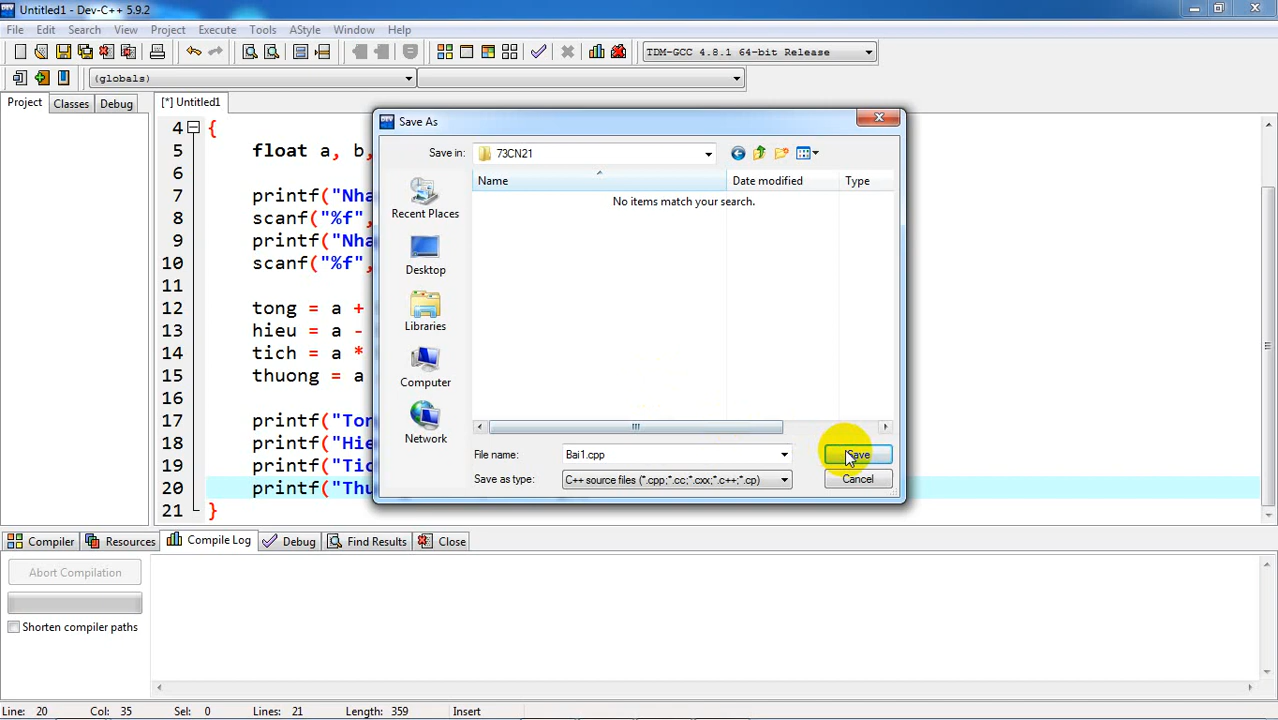 Untitled1 - Dev-C++ 5.9.2
File Edit Search View Project Execute Tools AStyle Window Help
TDM-GCC 4.8.1 64-bit Release
(globals)
Project Classes Debug [*] Untitled1
4 {
5 float a, b,
7 printf("Nha
8 scanf("%f",
9 printf("Nha
10 scanf("%f",
11
12 tong = a +
13 hieu = a -
14 tich = a *
15 thuong = a
16
17 printf("Ton
18 printf("Hie
19 printf("Tic
20 printf("Thu
21 }
Save As
Save in: 73CN21
Name Date modified Type
No items match your search.
Recent Places
Desktop
Libraries
Computer
Network
File name: Bai1.cpp Save
Save as type: C++ source files (*.cpp;*.cc;*.cxx;*.c++;*.cp) Cancel
Compiler Resources Compile Log Debug Find Results Close
Abort Compilation
Shorten compiler paths
Line: 20 Col: 35 Sel: 0 Lines: 21 Length: 359 Insert